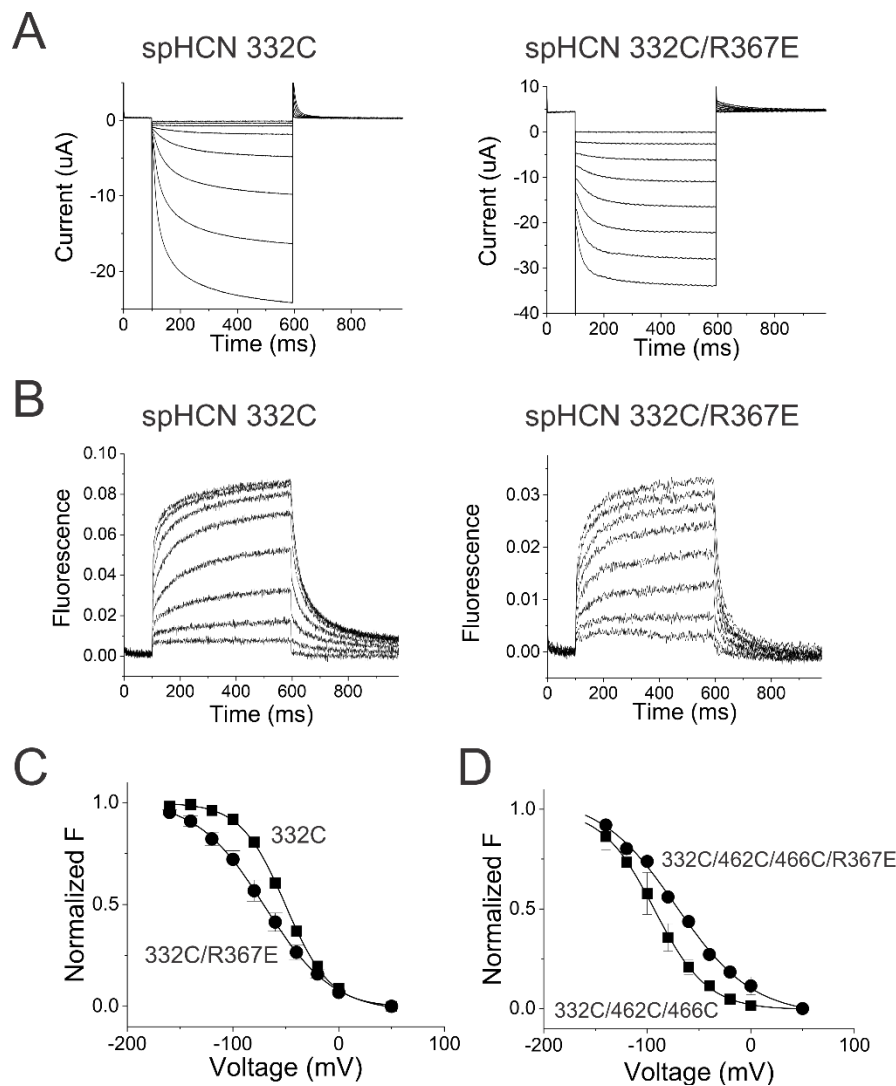 A
spHCN 332C
spHCN 332C/R367E
Current (uA)
0
-10
-20
0 200 400 600 800
Time (ms)
Current (uA)
10
0
-10
-20
-30
-40
0 200 400 600 800
Time (ms)
B
spHCN 332C
spHCN 332C/R367E
Fluorescence
0.10
0.08
0.06
0.04
0.02
0.00
0 200 400 600 800
Time (ms)
Fluorescence
0.03
0.02
0.01
0.00
0 200 400 600 800
Time (ms)
C
Normalized F
1.0
0.5
0.0
332C
332C/R367E
-200 -100 0 100
Voltage (mV)
D
Normalized F
1.0
0.5
0.0
332C/462C/466C/R367E
332C/462C/466C
-200 -100 0 100
Voltage (mV)